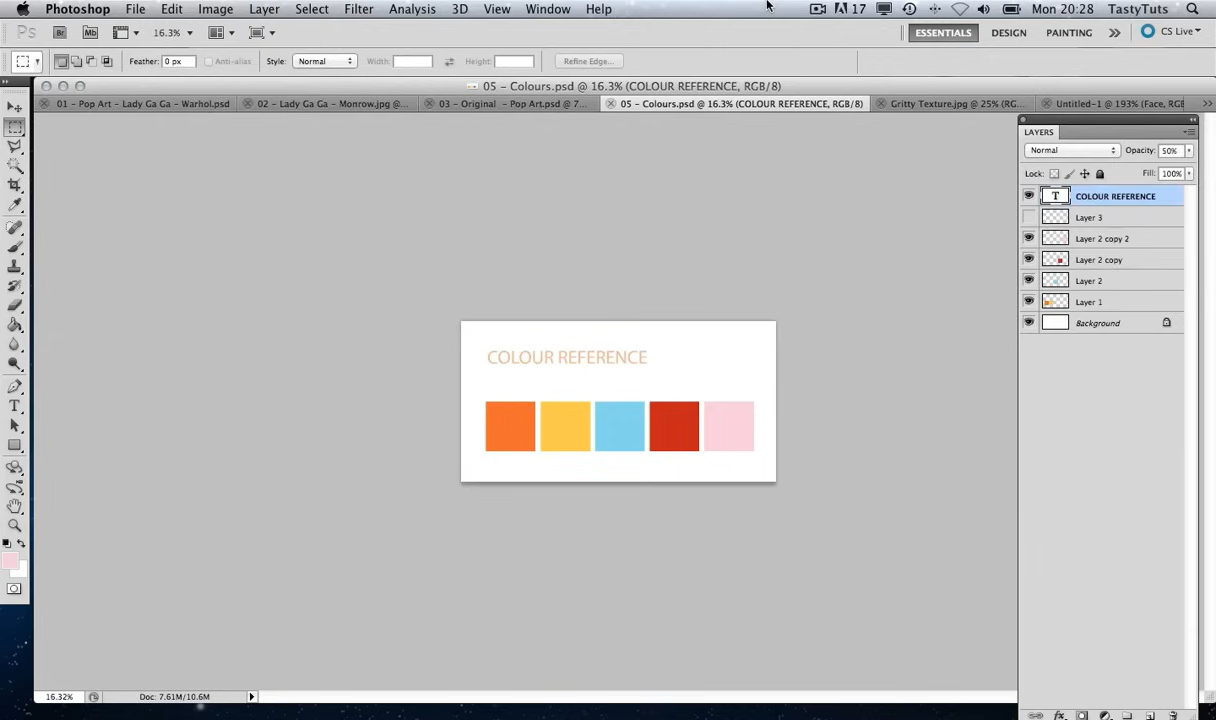 Photoshop File Edit Image Layer Select Filter Analysis 3D View Window Help 17 Mon 20:28 TastyTuts
Ps Br Mb 16.3% ESSENTIALS DESIGN PAINTING CS Live
Feather: 0 px Anti-alias Style: Normal Width: Height: Refine Edge...
05 - Colours.psd @ 16.3% (COLOUR REFERENCE, RGB/8)
01 - Pop Art - Lady Ga Ga - Warhol.psd 02 - Lady Ga Ga - Monrow.jpg @... 03 - Original - Pop Art.psd @ 7... 05 - Colours.psd @ 16.3% (COLOUR REFERENCE, RGB/8) Gritty Texture.jpg @ 25% (RG... Untitled-1 @ 193% (Face, RGB
LAYERS
Normal Opacity: 50%
Lock: Fill: 100%
T COLOUR REFERENCE
Layer 3
Layer 2 copy 2
Layer 2 copy
Layer 2
Layer 1
Background
COLOUR REFERENCE
16.32% Doc: 7.61M/10.6M